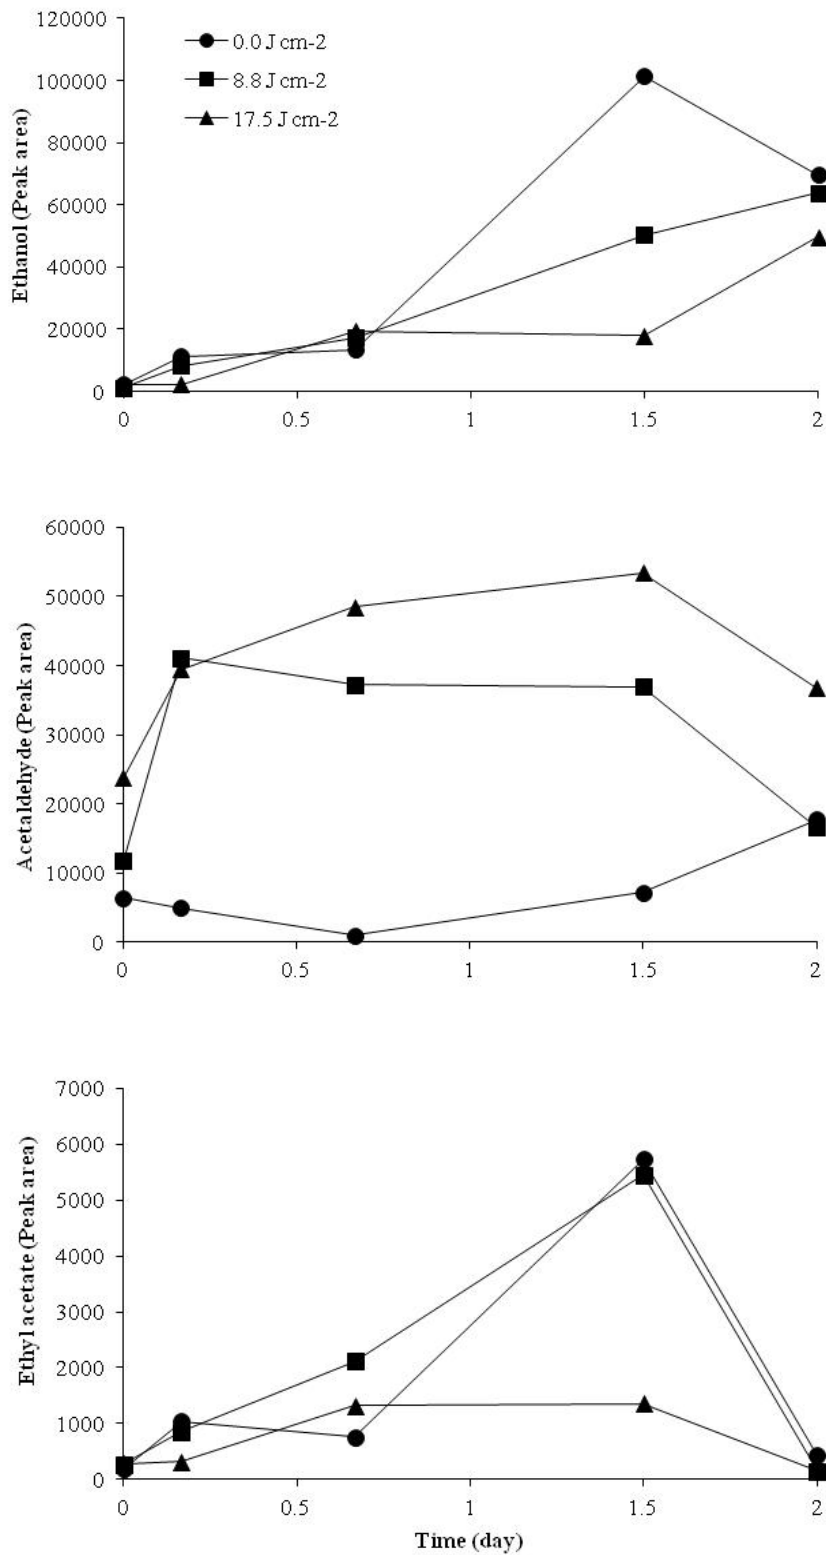 120000
100000
80000
60000
40000
20000
0
Ethanol (Peak area)
0.0 J cm-2
8.8 J cm-2
17.5 J cm-2
0 0.5 1 1.5 2
60000
50000
40000
30000
20000
10000
0
Acetaldehyde (Peak area)
0 0.5 1 1.5 2
7000
6000
5000
4000
3000
2000
1000
0
Ethyl acetate (Peak area)
0 0.5 1 1.5 2
Time (day)